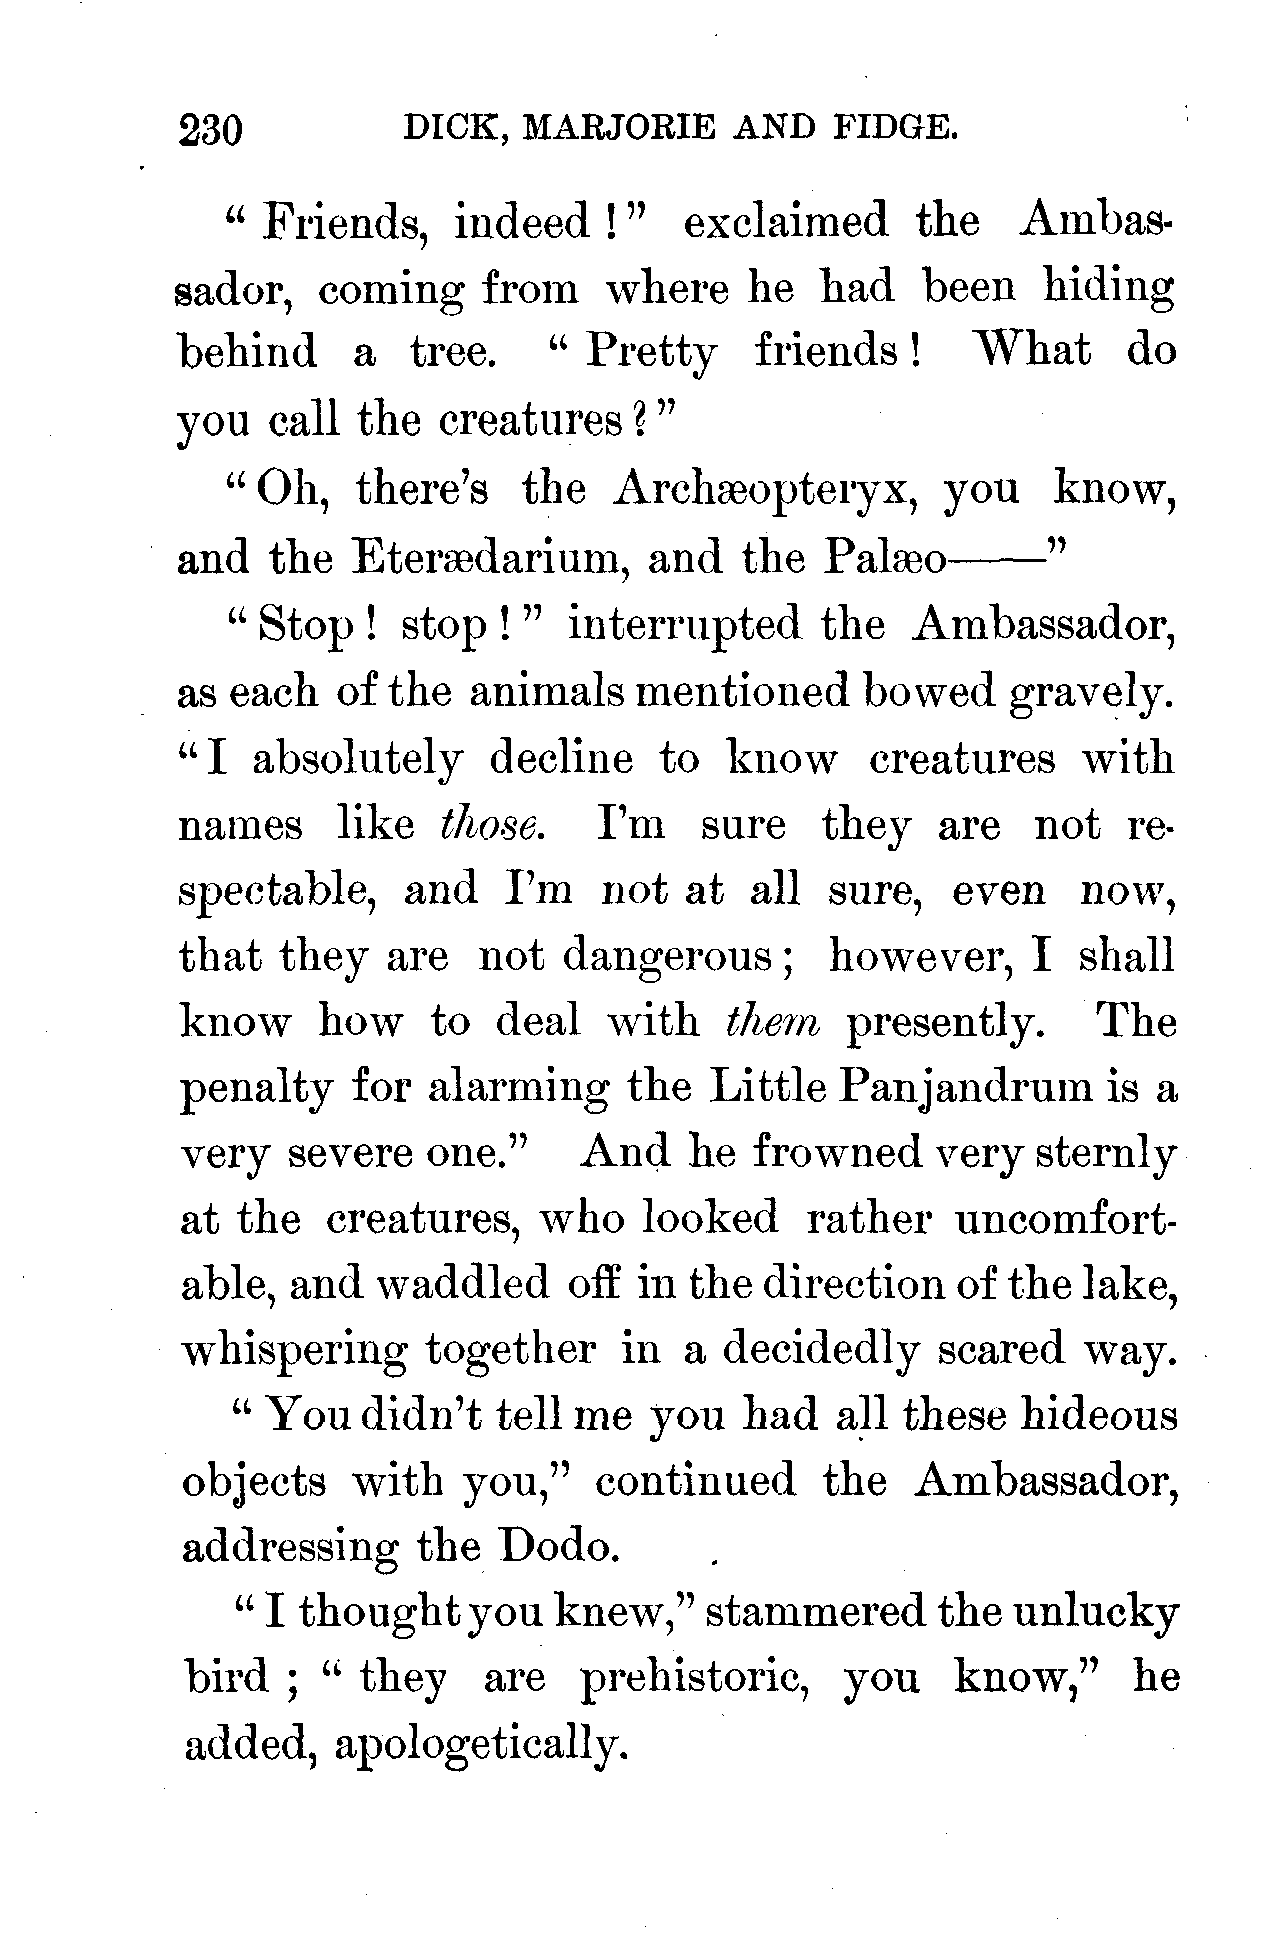 230 DICK, MARJORIE AND FIDGE.
“ Friends, indeed ! ” exclaimed the Ambas-
sador, coming from where he had been hiding
behind a tree. “ Pretty friends ! What do
you call the creatures ? ”
“ Oh, there’s the Archæopteryx, you know,
and the Eterædarium, and the Palæo——”
“ Stop ! stop ! ” interrupted the Ambassador,
as each of the animals mentioned bowed gravely.
“ I absolutely decline to know creatures with
names like those. I’m sure they are not re-
spectable, and I’m not at all sure, even now,
that they are not dangerous ; however, I shall
know how to deal with them presently. The
penalty for alarming the Little Panjandrum is a
very severe one.” And he frowned very sternly
at the creatures, who looked rather uncomfort-
able, and waddled off in the direction of the lake,
whispering together in a decidedly scared way.
“ You didn’t tell me you had all these hideous
objects with you,” continued the Ambassador,
addressing the Dodo.
“ I thought you knew,” stammered the unlucky
bird ; “ they are prehistoric, you know,” he
added, apologetically.